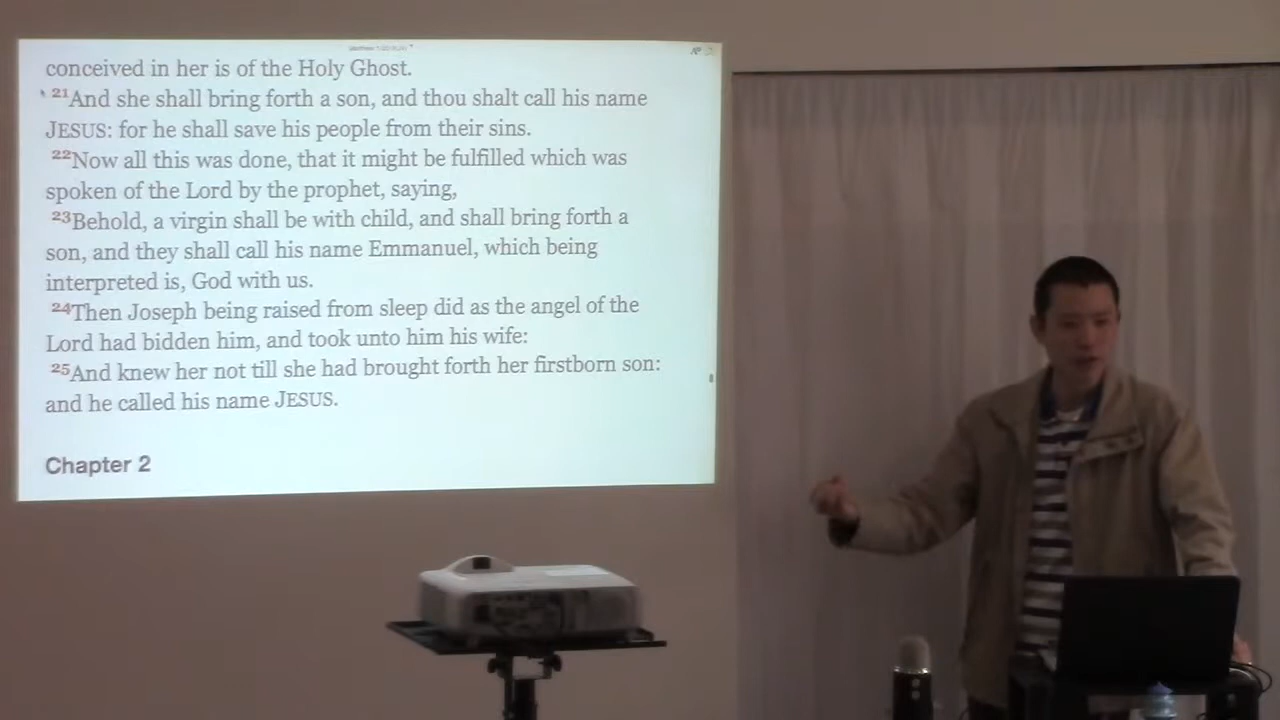 conceived in her is of the Holy Ghost.
21And she shall bring forth a son, and thou shalt call his name
JESUS: for he shall save his people from their sins.
22Now all this was done, that it might be fulfilled which was
spoken of the Lord by the prophet, saying,
23Behold, a virgin shall be with child, and shall bring forth a
son, and they shall call his name Emmanuel, which being
interpreted is, God with us.
24Then Joseph being raised from sleep did as the angel of the
Lord had bidden him, and took unto him his wife:
25And knew her not till she had brought forth her firstborn son:
and he called his name JESUS.
Chapter 2